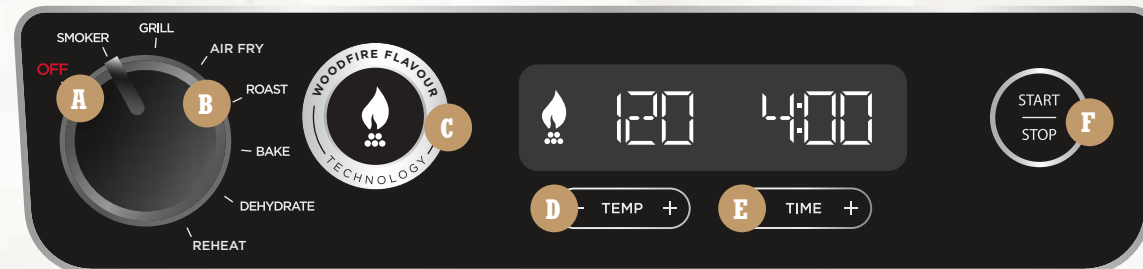 OFF
SMOKER
GRILL
AIR FRY
ROAST
BAKE
DEHYDRATE
REHEAT
A
B
WOODFIRE FLAVOUR
TECHNOLOGY
C
120 4:00
D - TEMP +
E TIME +
START
STOP
F